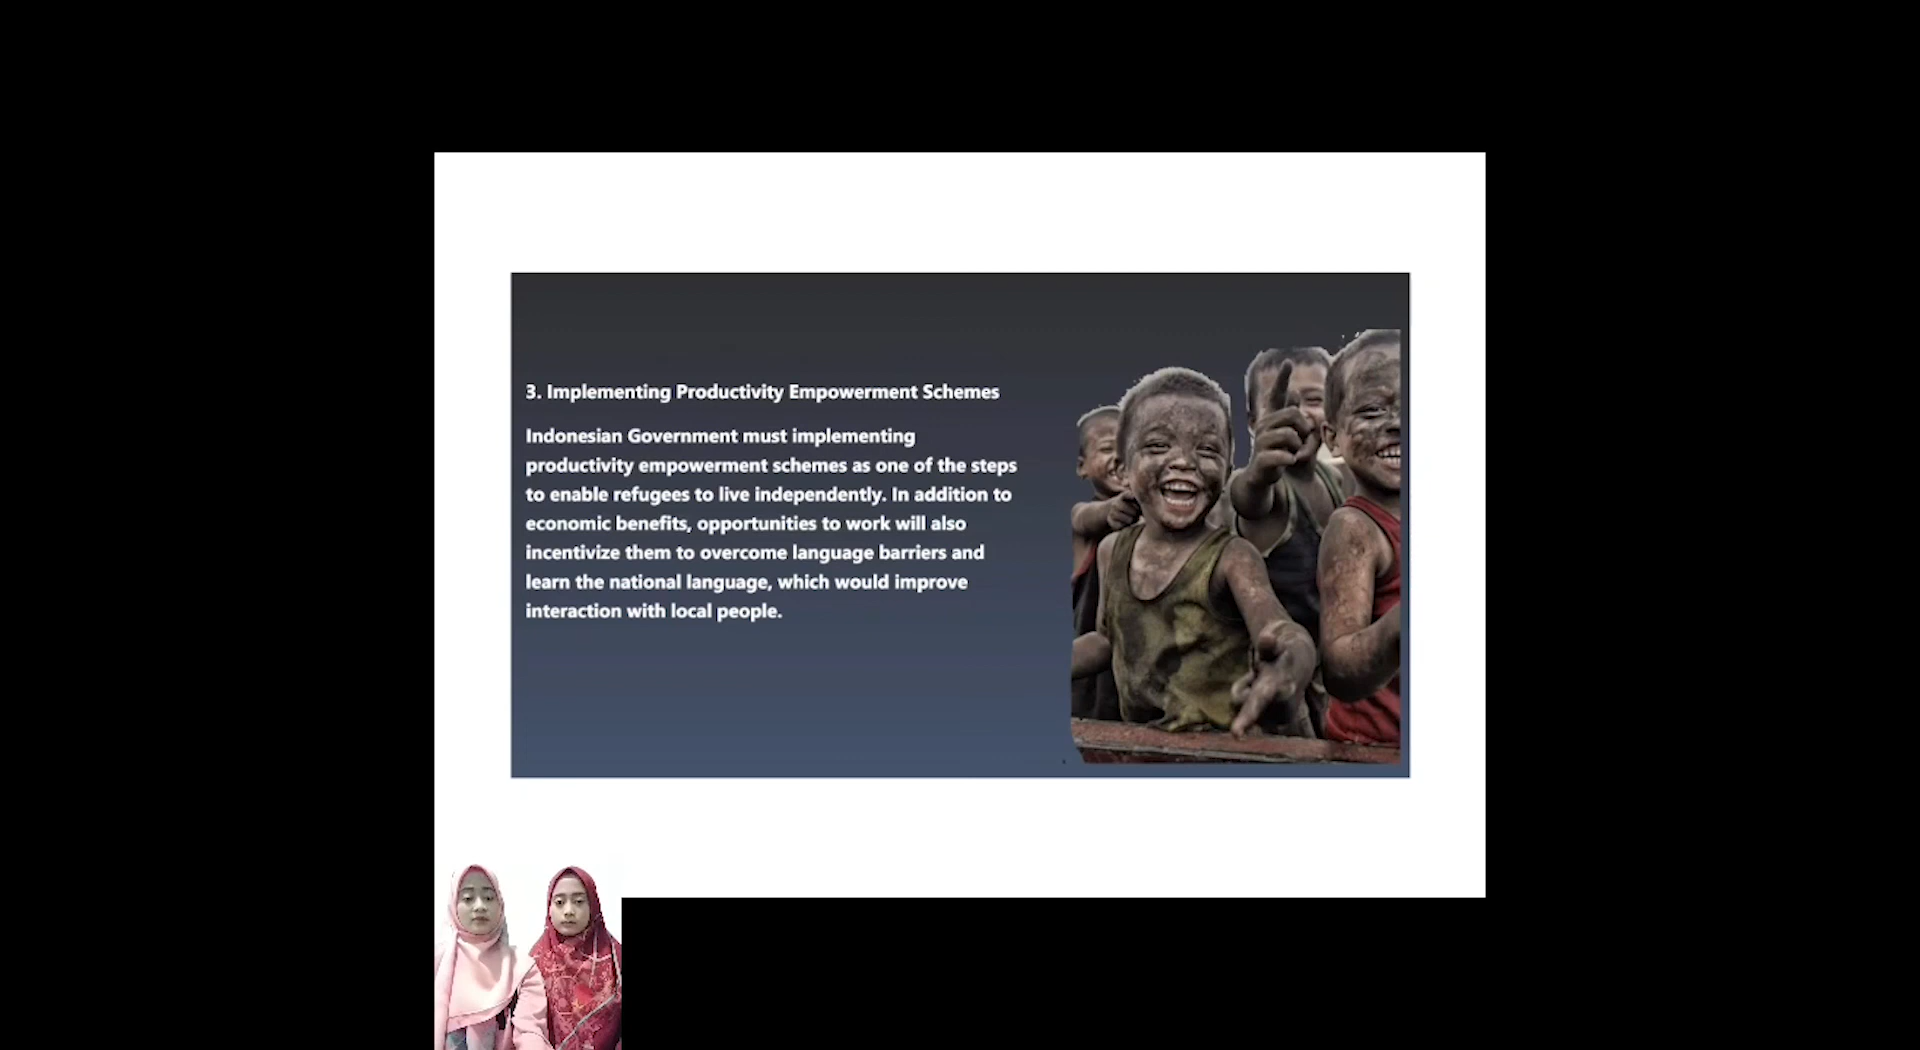 3. Implementing Productivity Empowerment Schemes
Indonesian Government must implementing
productivity empowerment schemes as one of the steps
to enable refugees to live independently. In addition to
economic benefits, opportunities to work will also
incentivize them to overcome language barriers and
learn the national language, which would improve
interaction with local people.